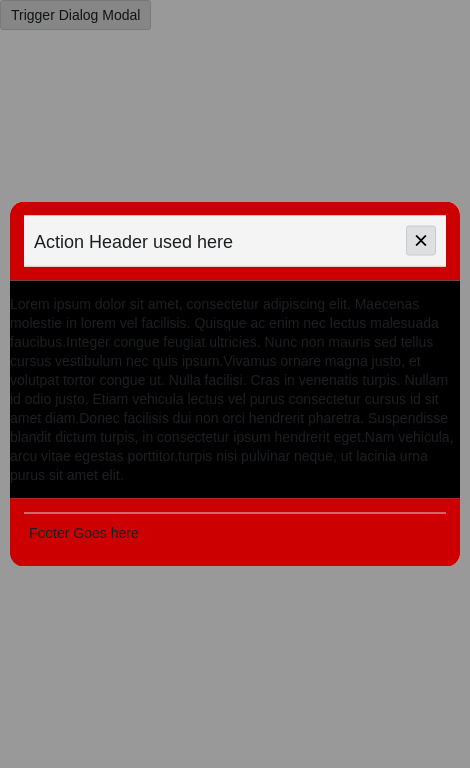 Trigger Dialog Modal
Action Header used here
×
Lorem ipsum dolor sit amet, consectetur adipiscing elit. Maecenas
molestie in lorem vel facilisis. Quisque ac enim nec lectus malesuada
faucibus.Integer congue feugiat ultricies. Nunc non mauris sed tellus
cursus vestibulum nec quis ipsum.Vivamus ornare magna justo, et
volutpat tortor congue ut. Nulla facilisi. Cras in venenatis turpis. Nullam
id odio justo. Etiam vehicula lectus vel purus consectetur cursus id sit
amet diam.Donec facilisis dui non orci hendrerit pharetra. Suspendisse
blandit dictum turpis, in consectetur ipsum hendrerit eget.Nam vehicula,
arcu vitae egestas porttitor,turpis nisi pulvinar neque, ut lacinia urna
purus sit amet elit.
Footer Goes here